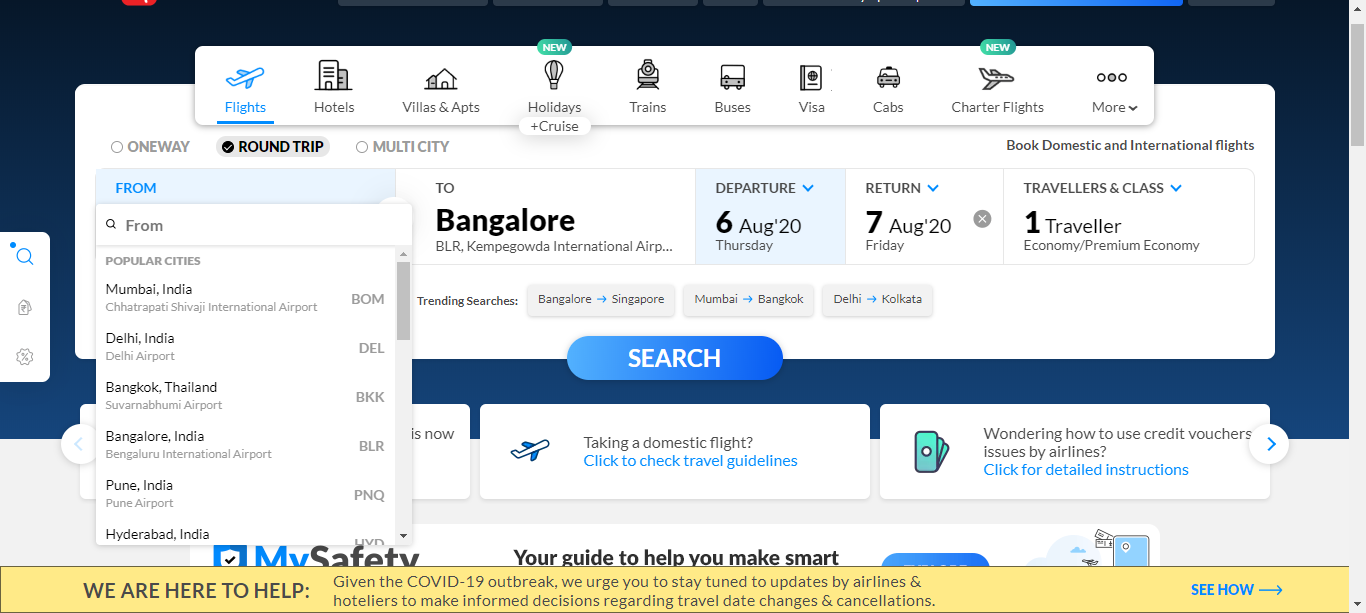 NEW
NEW
Flights
Hotels
Villas & Apts
Holidays
Trains
Buses
Visa
Cabs
Charter Flights
More
+Cruise
ONEWAY
ROUND TRIP
MULTI CITY
Book Domestic and International flights
FROM
From
TO
Bangalore
BLR, Kempegowda International Airp...
DEPARTURE
6 Aug'20
Thursday
RETURN
7 Aug'20
Friday
TRAVELLERS & CLASS
1 Traveller
Economy/Premium Economy
POPULAR CITIES
Mumbai, India
Chhatrapati Shivaji International Airport
BOM
Delhi, India
Delhi Airport
DEL
Bangkok, Thailand
Suvarnabhumi Airport
BKK
Bangalore, India
Bengaluru International Airport
BLR
Pune, India
Pune Airport
PNQ
Hyderabad, India
HYD
Trending Searches:
Bangalore → Singapore
Mumbai → Bangkok
Delhi → Kolkata
SEARCH
is now
Taking a domestic flight?
Click to check travel guidelines
Wondering how to use credit vouchers
issues by airlines?
Click for detailed instructions
MySafety
Your guide to help you make smart
WE ARE HERE TO HELP:
Given the COVID-19 outbreak, we urge you to stay tuned to updates by airlines &
hoteliers to make informed decisions regarding travel date changes & cancellations.
SEE HOW